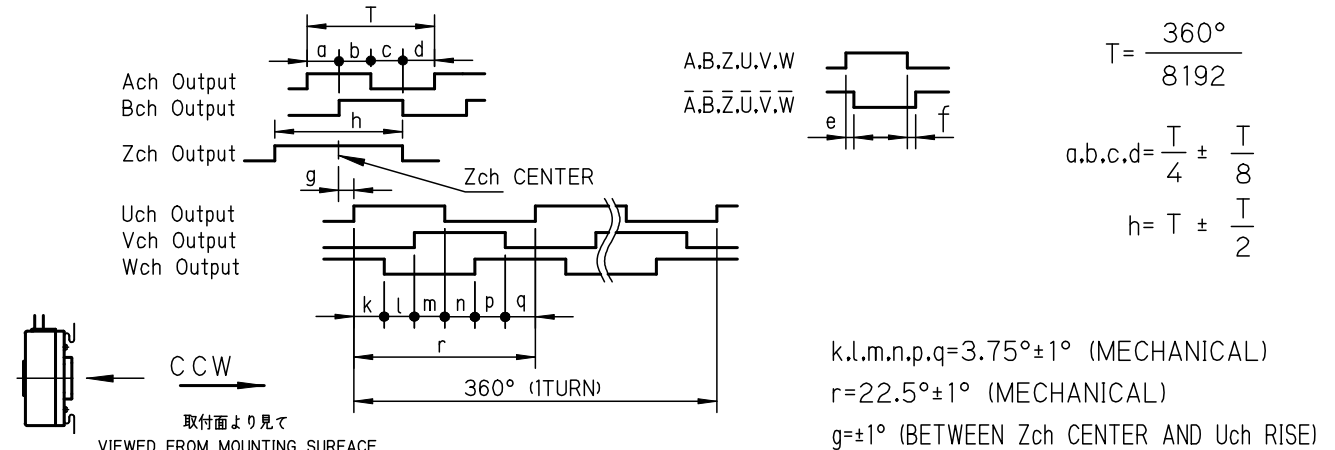 T
a b c d
Ach Output
Bch Output
h
Zch Output
g
Zch CENTER
Uch Output
Vch Output
Wch Output
k l m n p q
r
360° (1TURN)
CCW
取付面より見て
VIEWED FROM MOUNTING SURFACE
A.B.Z.U.V.W
A̅.B̅.Z̅.U̅.V̅.W̅
e f
T= 360°
8192
a.b.c.d= T/4 ± T/8
h= T ± T/2
k.l.m.n.p.q=3.75°±1° (MECHANICAL)
r=22.5°±1° (MECHANICAL)
g=±1° (BETWEEN Zch CENTER AND Uch RISE)